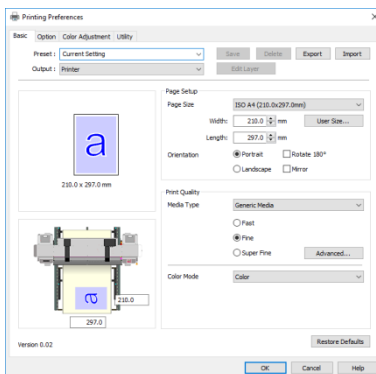 Printing Preferences
Basic Option Color Adjustment Utility
Preset : Current Setting Save Delete Export Import
Output : Printer Edit Layer
Page Setup
Page Size ISO A4 (210.0x297.0mm)
Width: 210.0 mm User Size...
Length: 297.0 mm
Orientation Portrait Rotate 180°
Landscape Mirror
a
210.0 x 297.0 mm
Print Quality
Media Type Generic Media
Fast
Fine
Super Fine Advanced...
Color Mode Color
a
210.0
297.0
Version 0.02
Restore Defaults
OK Cancel Help